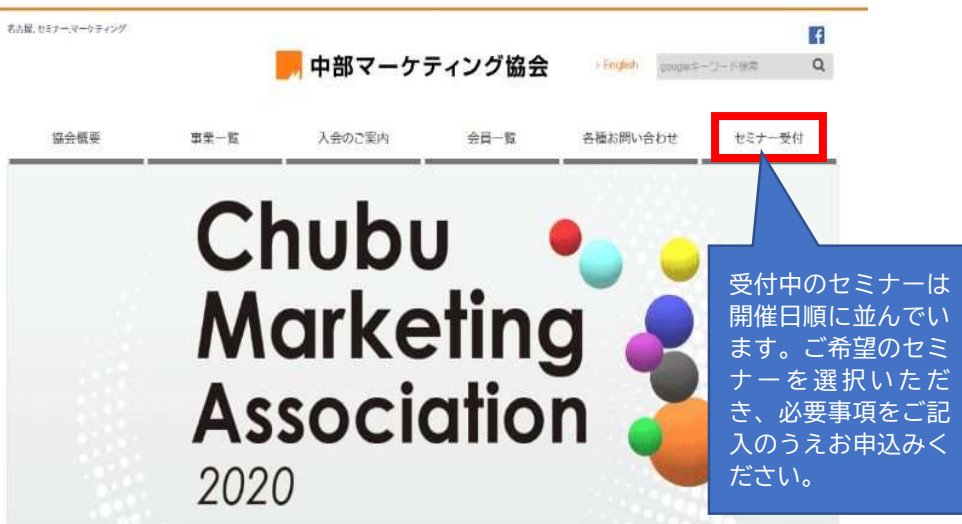 名古屋,セミナー,マーケティング
中部マーケティング協会
English
googleキーワード検索
協会概要
事業一覧
入会のご案内
会員一覧
各種お問い合わせ
セミナー受付
Chubu
Marketing
Association
2020
受付中のセミナーは
開催日順に並んでい
ます。ご希望のセミ
ナーを選択いただ
き、必要事項をご記
入のうえお申込みく
ださい。